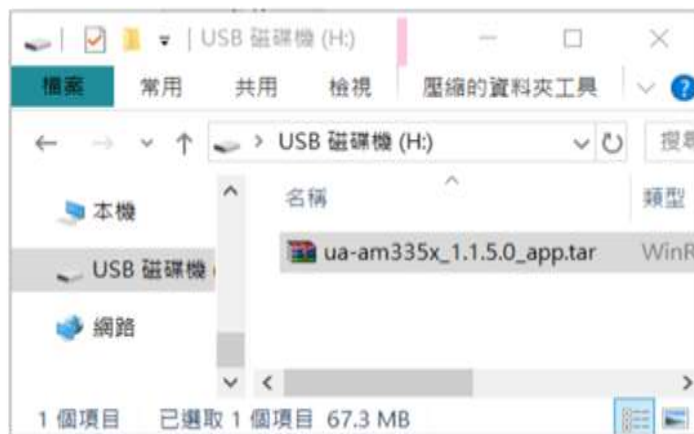 USB 磁碟機 (H:)
檔案 常用 共用 檢視 壓縮的資料夾工具
USB 磁碟機 (H:) 搜尋
名稱 類型
本機
ua-am335x_1.1.5.0_app.tar WinR
USB 磁碟機
網路
1 個項目 已選取 1 個項目 67.3 MB